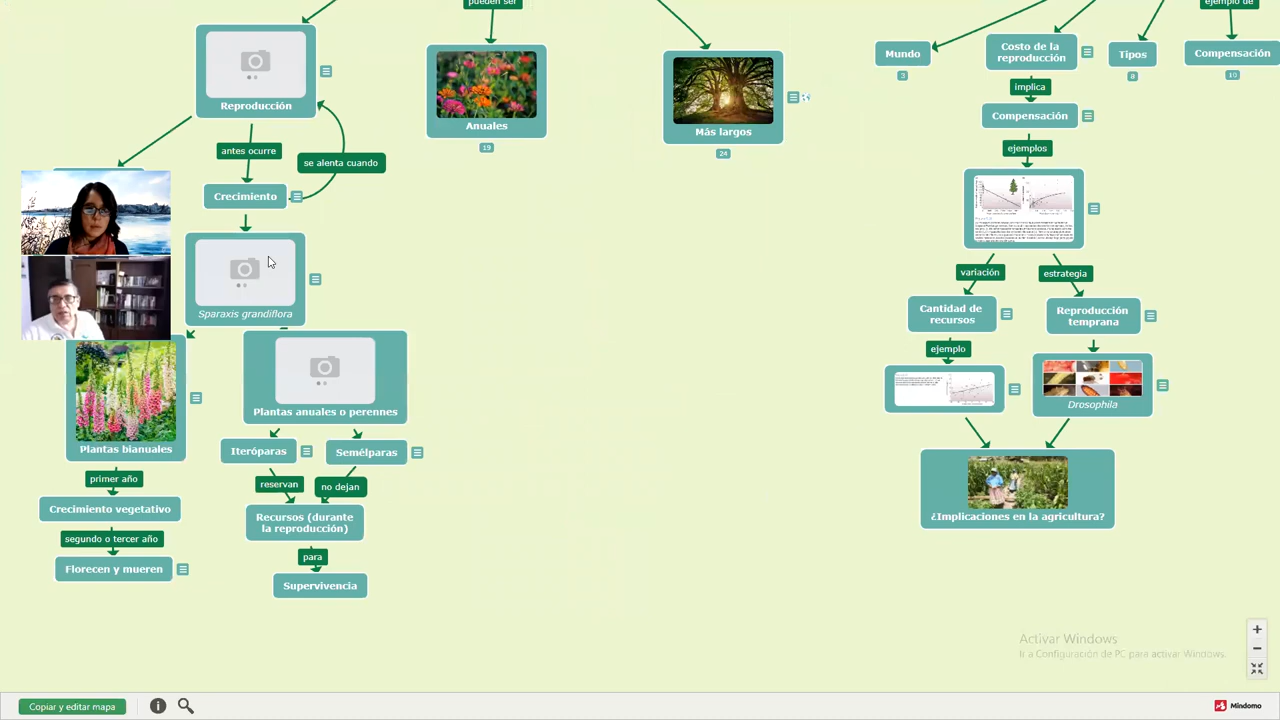 pueden ser
ejemplo de
Reproducción
Anuales
19
Más largos
24
Mundo
3
Costo de la
reproducción
Tipos
8
Compensación
10
implica
Compensación
ejemplos
antes ocurre
se alenta cuando
Crecimiento
Sparaxis grandiflora
variación
estrategia
Cantidad de
recursos
Reproducción
temprana
ejemplo
Drosophila
Plantas bianuales
Plantas anuales o perennes
Iteróparas
Semélparas
reservan
no dejan
primer año
Crecimiento vegetativo
Recursos (durante
la reproducción)
segundo o tercer año
para
Florecen y mueren
Supervivencia
¿Implicaciones en la agricultura?
Activar Windows
Ir a Configuración de PC para activar Windows.
Copiar y editar mapa
Mindomo